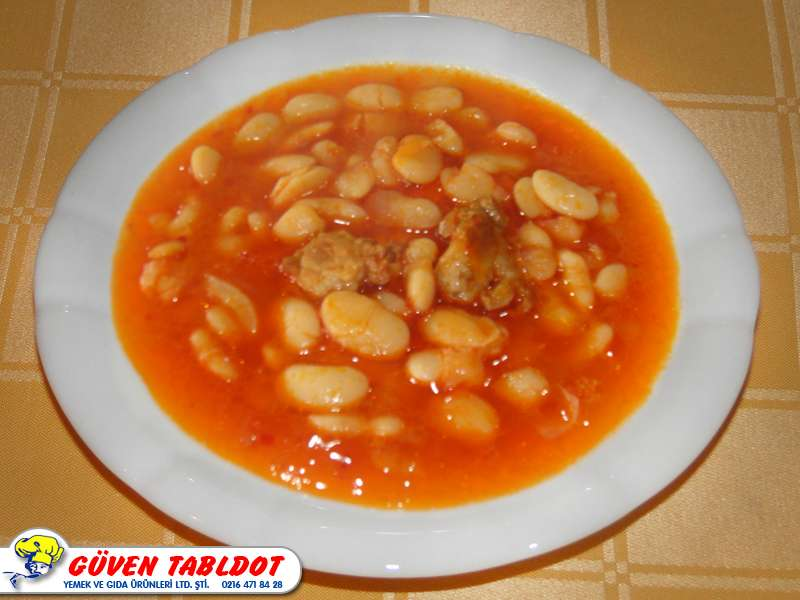 GÜVEN TABLDOT
YEMEK VE GIDA ÜRÜNLERİ LTD. ŞTİ. 0216 471 84 28